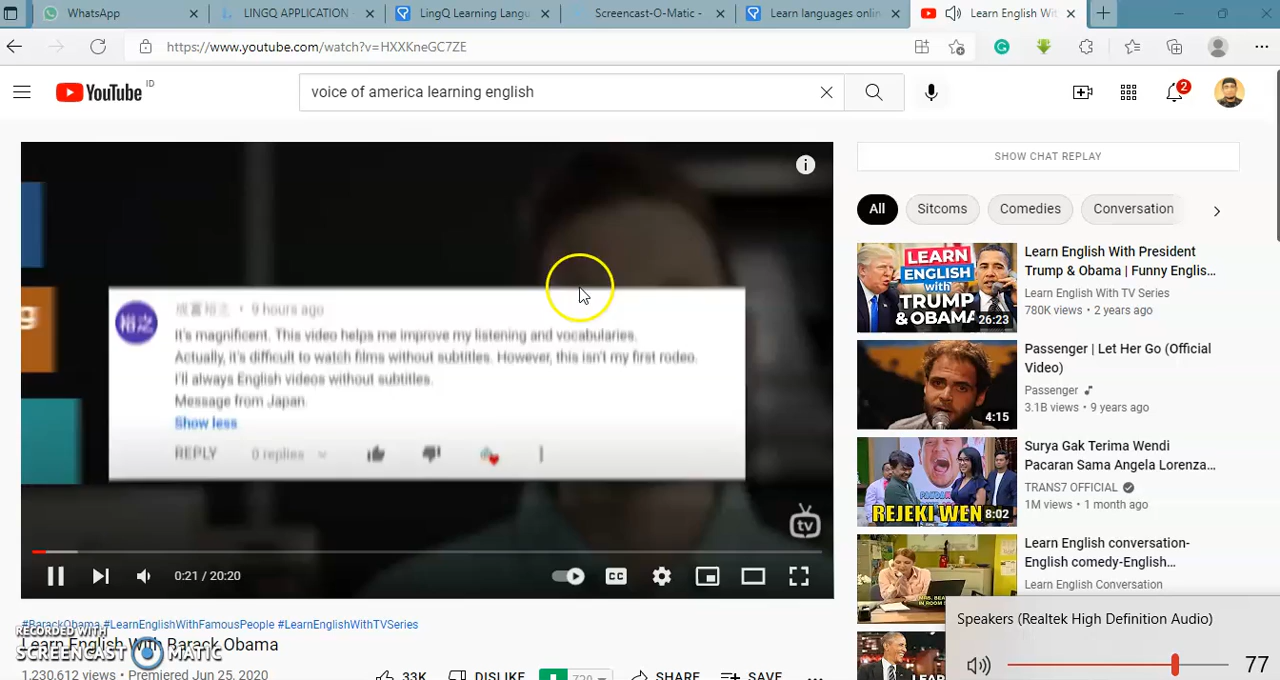 WhatsApp
LINGQ APPLICATION
LingQ Learning Langu
Screencast-O-Matic -
Learn languages onlin
Learn English Wit
https://www.youtube.com/watch?v=HXXKneGC7ZE
YouTube ID
voice of america learning english
2
9 hours ago
It's magnificent. This video helps me improve my listening and vocabularies.
Actually, it's difficult to watch films without subtitles. However, this isn't my first rodeo.
I'll always English videos without subtitles.
Message from Japan.
Show less
REPLY
0 replies
tv
CC
0:21 / 20:20
#BarackObama #LearnEnglishWithFamousPeople #LearnEnglishWithTVSeries
Learn English With Barack Obama
RECORDED WITH
SCREENCAST MATIC
1,230,612 views • Premiered Jun 25, 2020
33K
DISLIKE
720
SHARE
SAVE
SHOW CHAT REPLAY
All
Sitcoms
Comedies
Conversation
LEARN
ENGLISH
with
TRUMP
& OBAMA
26:23
Learn English With President
Trump & Obama | Funny Englis...
Learn English With TV Series
780K views • 2 years ago
4:15
Passenger | Let Her Go (Official
Video)
Passenger
3.1B views • 9 years ago
REJEKI WEN
8:02
Surya Gak Terima Wendi
Pacaran Sama Angela Lorenza...
TRANS7 OFFICIAL
1M views • 1 month ago
Learn English conversation-
English comedy-English...
Learn English Conversation
Speakers (Realtek High Definition Audio)
77